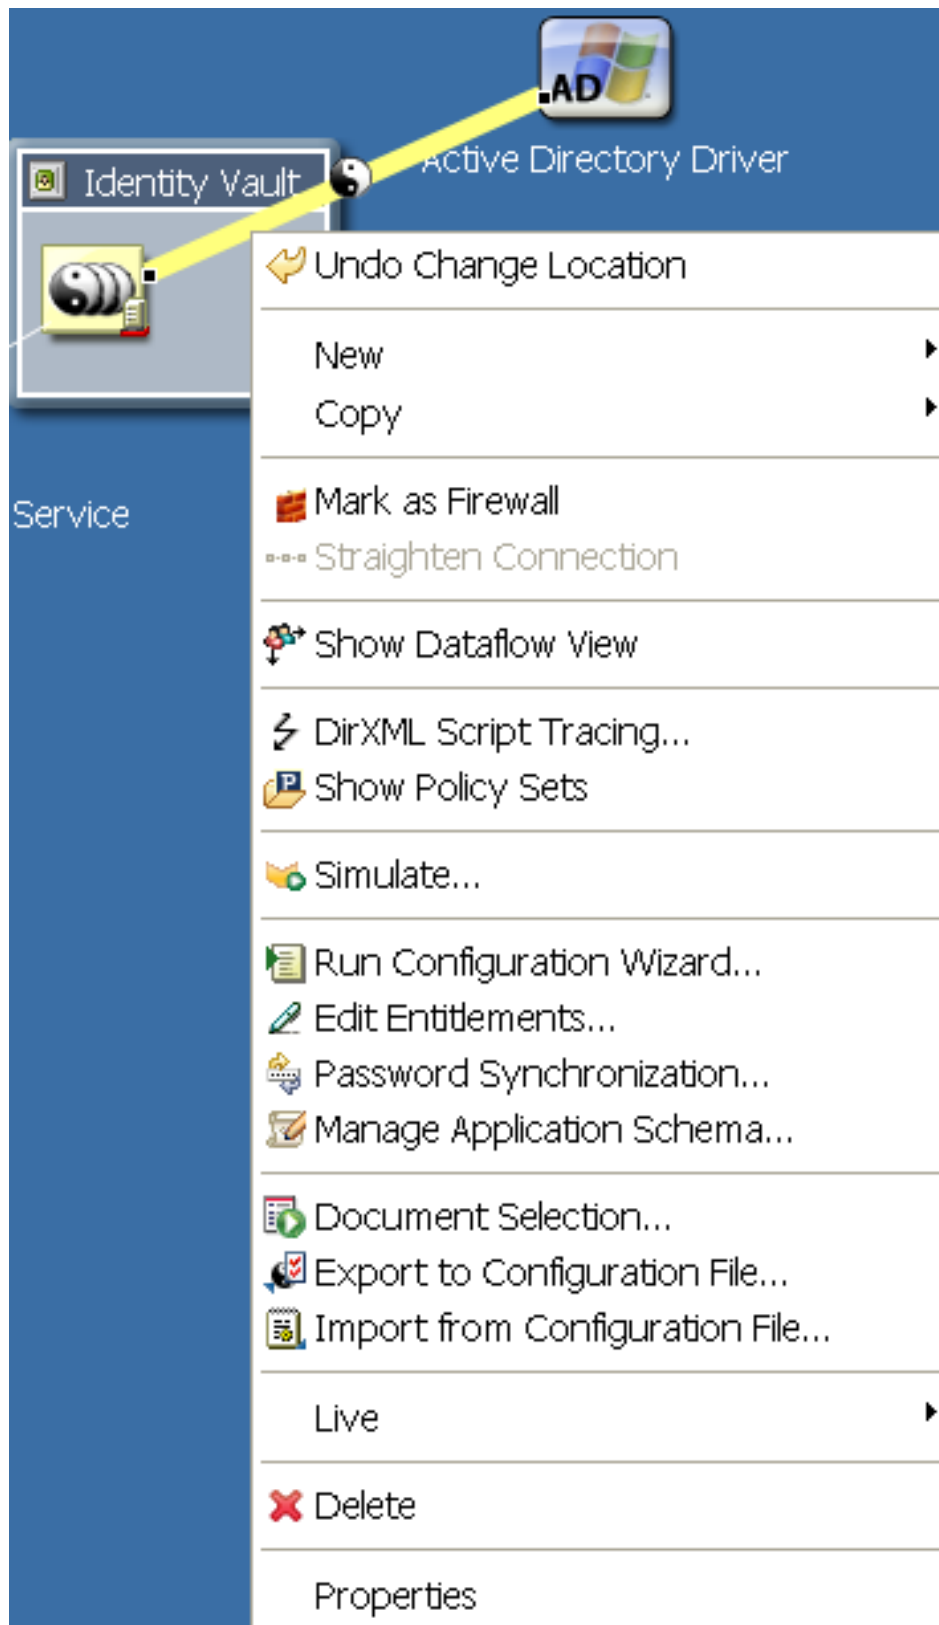 AD
Active Directory Driver
Identity Vault
Service
Undo Change Location
New
Copy
Mark as Firewall
Straighten Connection
Show Dataflow View
DirXML Script Tracing...
P
Show Policy Sets
Simulate...
Run Configuration Wizard...
Edit Entitlements...
Password Synchronization...
Manage Application Schema...
Document Selection...
Export to Configuration File...
Import from Configuration File...
Live
Delete
Properties